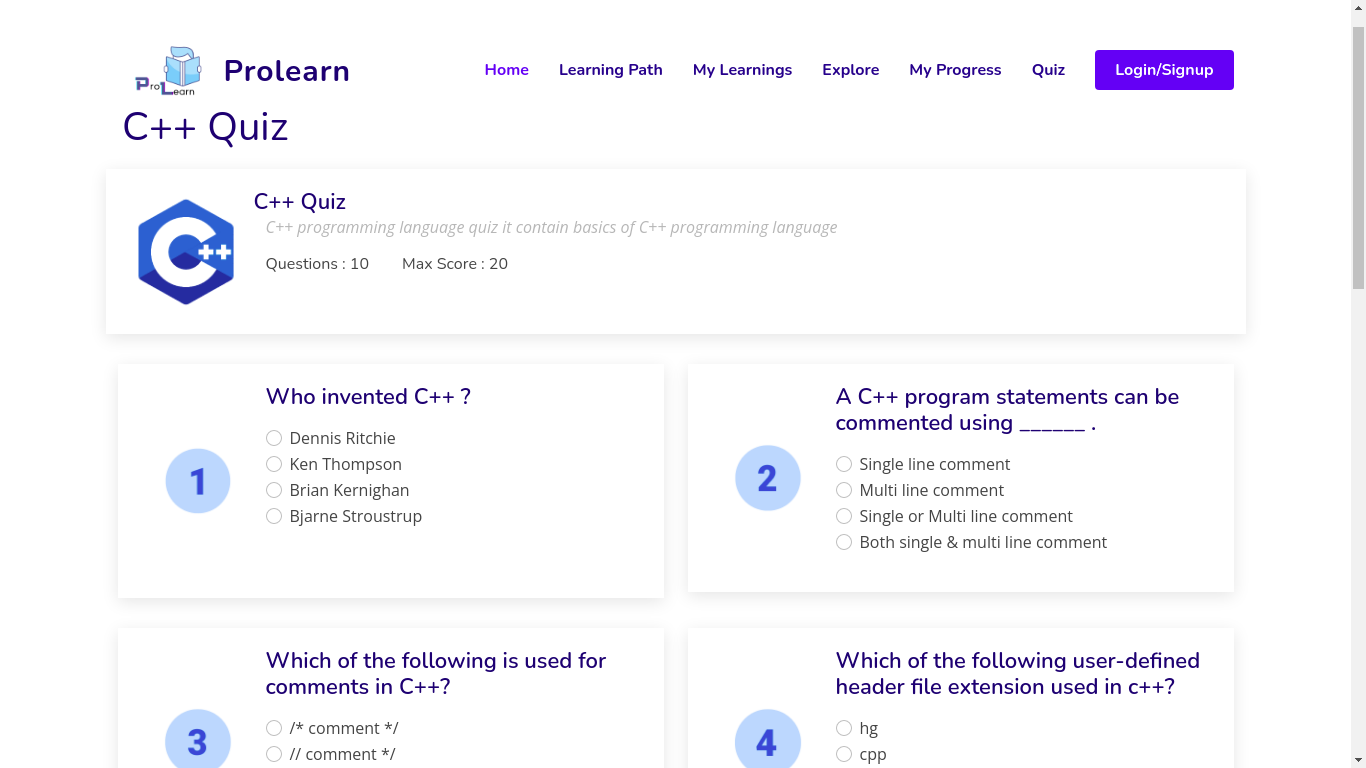 ProLearn
Prolearn
Home
Learning Path
My Learnings
Explore
My Progress
Quiz
Login/Signup
C++ Quiz
C++
C++ Quiz
C++ programming language quiz it contain basics of C++ programming language
Questions : 10
Max Score : 20
1
Who invented C++ ?
Dennis Ritchie
Ken Thompson
Brian Kernighan
Bjarne Stroustrup
2
A C++ program statements can be
commented using ______ .
Single line comment
Multi line comment
Single or Multi line comment
Both single & multi line comment
3
Which of the following is used for
comments in C++?
/* comment */
// comment */
4
Which of the following user-defined
header file extension used in c++?
hg
cpp